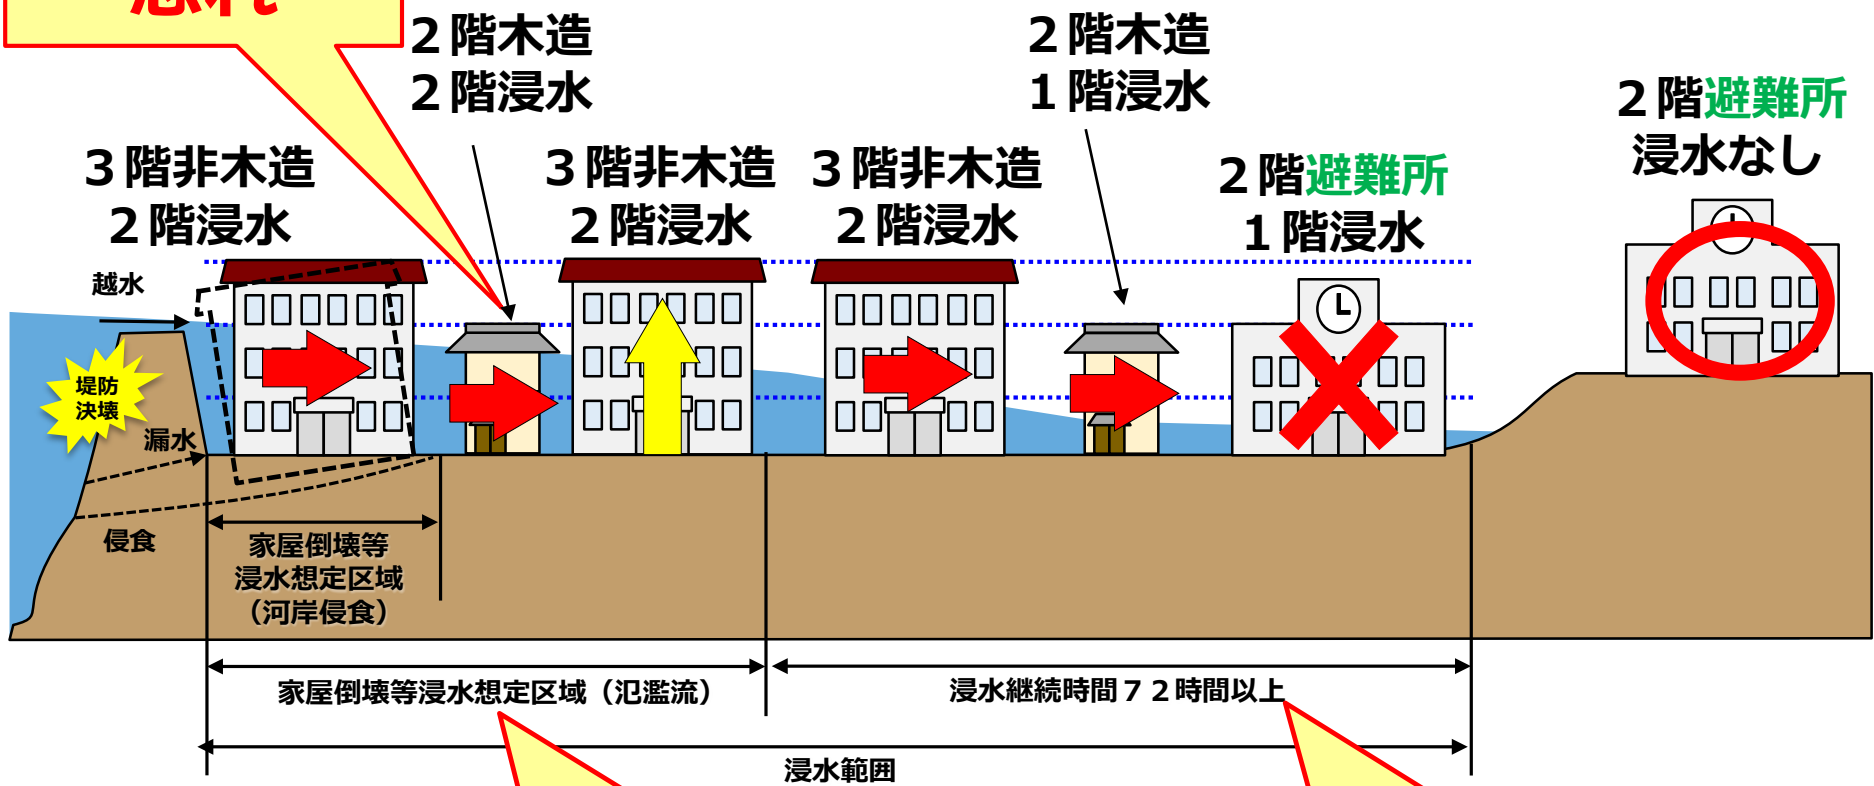 恐れ
２階木造
２階浸水
２階木造
１階浸水
２階避難所
浸水なし
３階非木造
２階浸水
３階非木造
２階浸水
３階非木造
２階浸水
２階避難所
１階浸水
越水
堤防
決壊
漏水
侵食
家屋倒壊等
浸水想定区域
（河岸侵食）
家屋倒壊等浸水想定区域（氾濫流）
浸水継続時間７２時間以上
浸水範囲